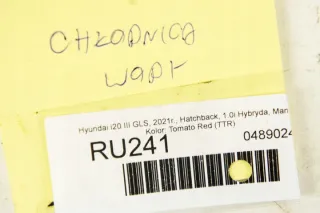 CHŁODNICA
WODY
Hyundai i20 III GLS, 2021r., Hatchback, 1.0i Hybryda, Man
Kolor: Tomato Red (TTR)
RU241
0489024